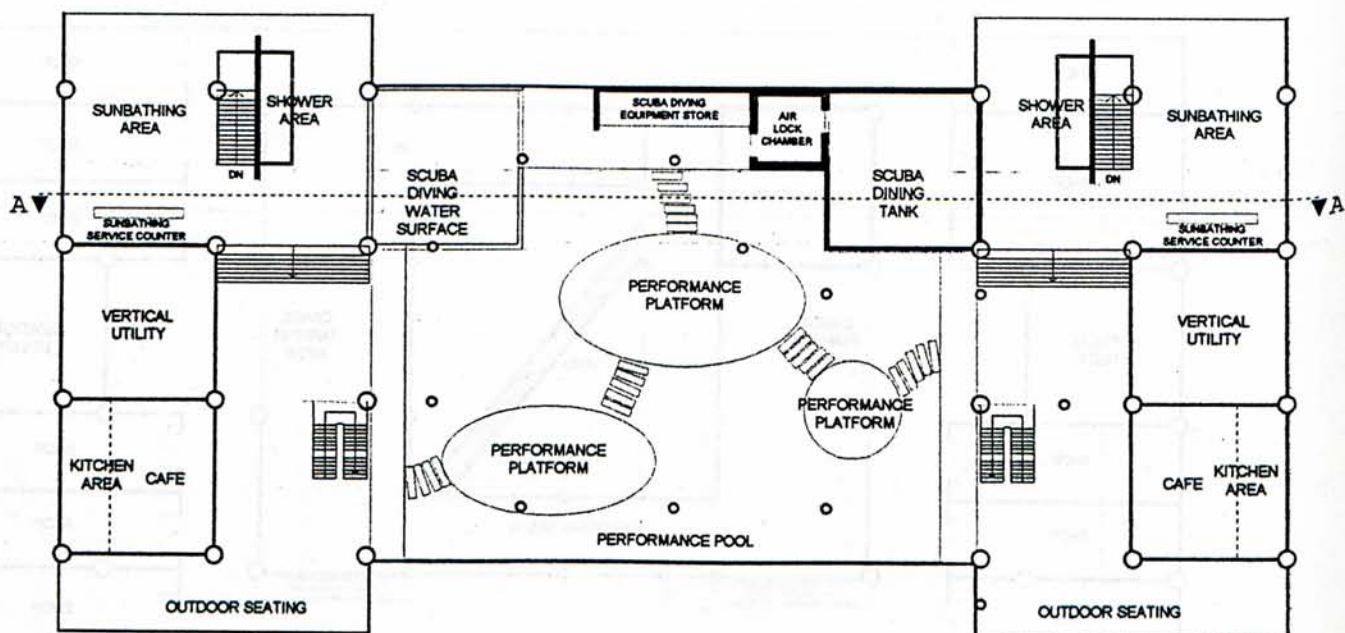 SUNBATHING
AREA
SHOWER
AREA
DN
SUNBATHING
SERVICE COUNTER
SCUBA
DIVING
WATER
SURFACE
SCUBA DIVING
EQUIPMENT STORE
AIR
LOCK
CHAMBER
SCUBA
DINING
TANK
SHOWER
AREA
SUNBATHING
AREA
DN
SUNBATHING
SERVICE COUNTER
A
A
VERTICAL
UTILITY
PERFORMANCE
PLATFORM
VERTICAL
UTILITY
PERFORMANCE
PLATFORM
PERFORMANCE
PLATFORM
KITCHEN
AREA
CAFE
CAFE
KITCHEN
AREA
PERFORMANCE POOL
OUTDOOR SEATING
OUTDOOR SEATING